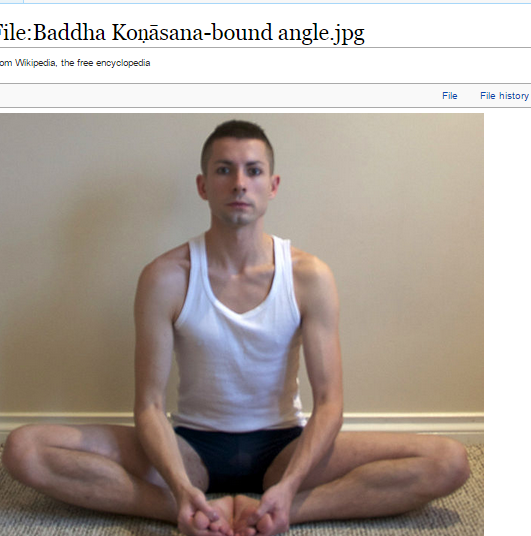 File:Baddha Koṇāsana-bound angle.jpg
om Wikipedia, the free encyclopedia
File
File history